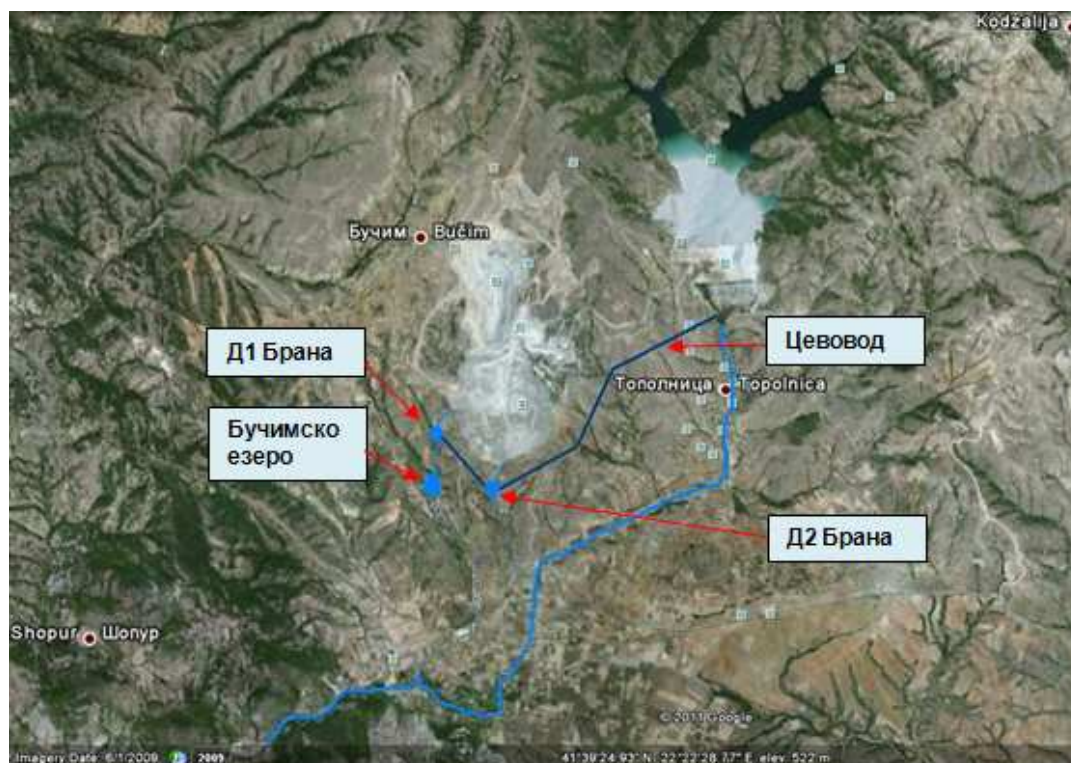 Kodžalija
Бучим Bučim
Д1 Брана
Цевовод
Тополница Topolnica
Бучимско
езеро
Д2 Брана
Shopur Шопур
© 2011 Google
Imagery Date: 6/1/2009 2009 41°39'24.93" N 22°22'28.77" E elev. 522 m